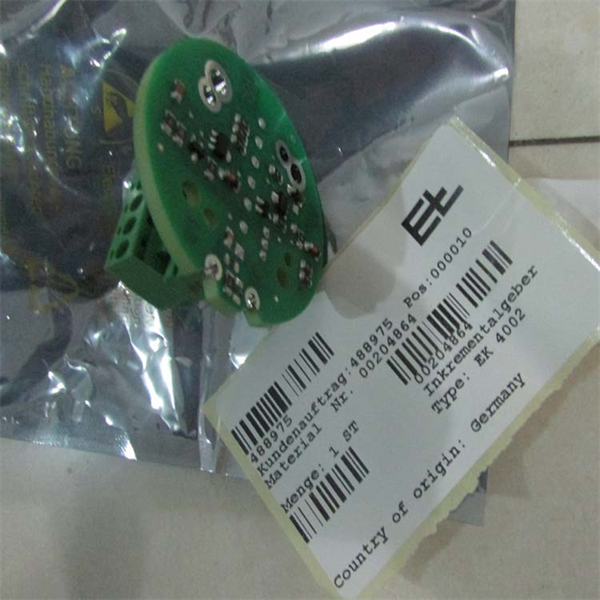 E+L
488975
Kundenauftrag:488975 Pos:000010
Material Nr. 00204864
00204864
Inkrementalgeber
Type: EK 4002
Menge: 1 ST
Country of origin: Germany
ACHTUNG